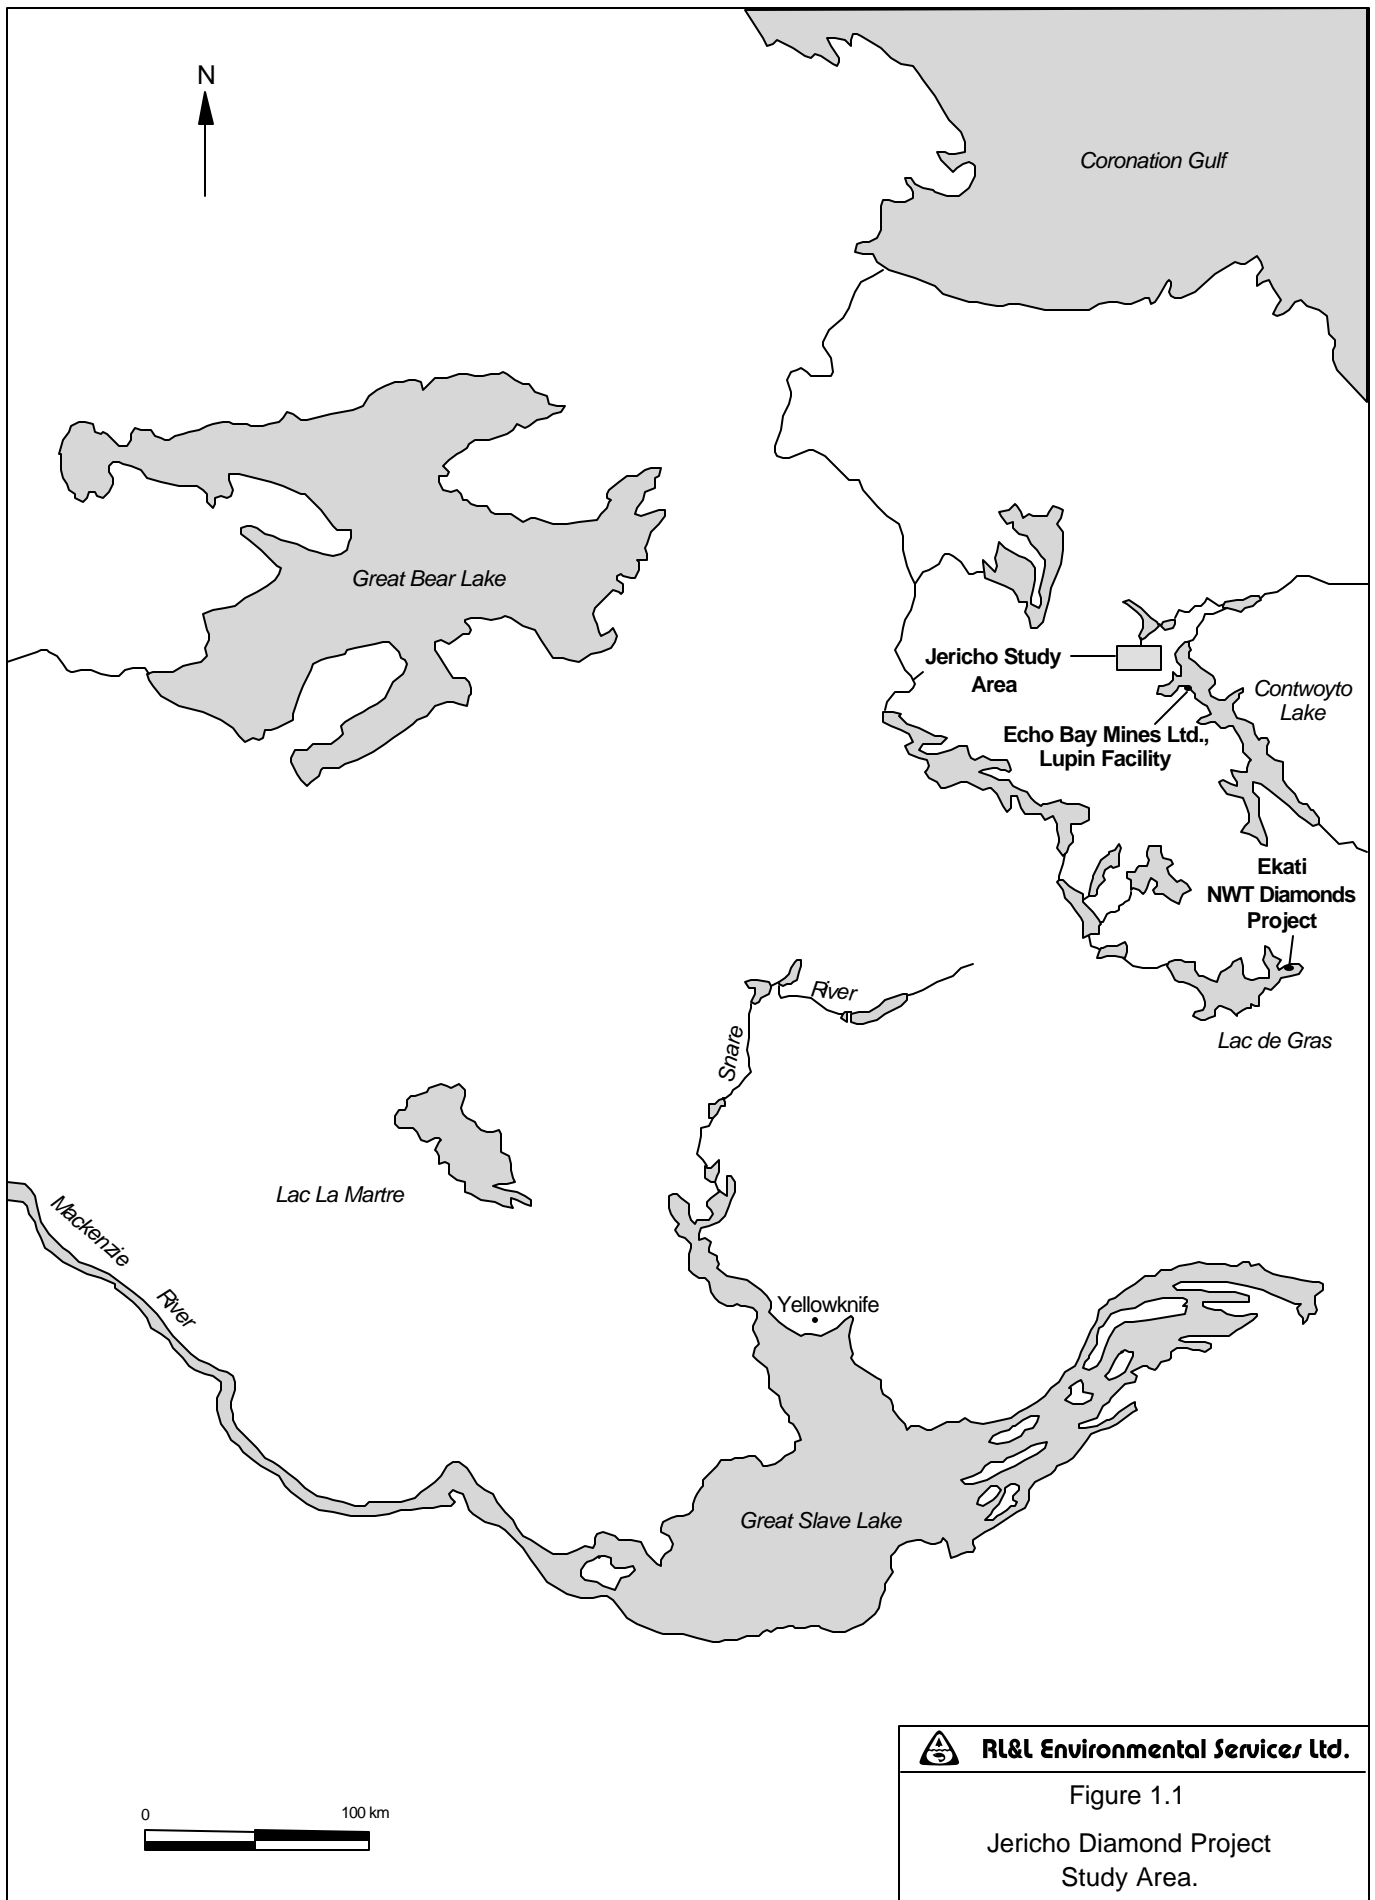 N
Coronation Gulf
Great Bear Lake
Jericho Study
Area
Contwoyto
Lake
Echo Bay Mines Ltd.,
Lupin Facility
Ekati
NWT Diamonds
Project
River
Snare
Lac de Gras
Lac La Martre
Mackenzie
River
Yellowknife
Great Slave Lake
0
100 km
RL&L Environmental Services Ltd.
Figure 1.1
Jericho Diamond Project
Study Area.